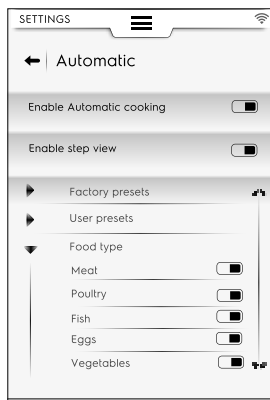 SETTINGS
Automatic
Enable Automatic cooking
Enable step view
Factory presets
User presets
Food type
Meat
Poultry
Fish
Eggs
Vegetables